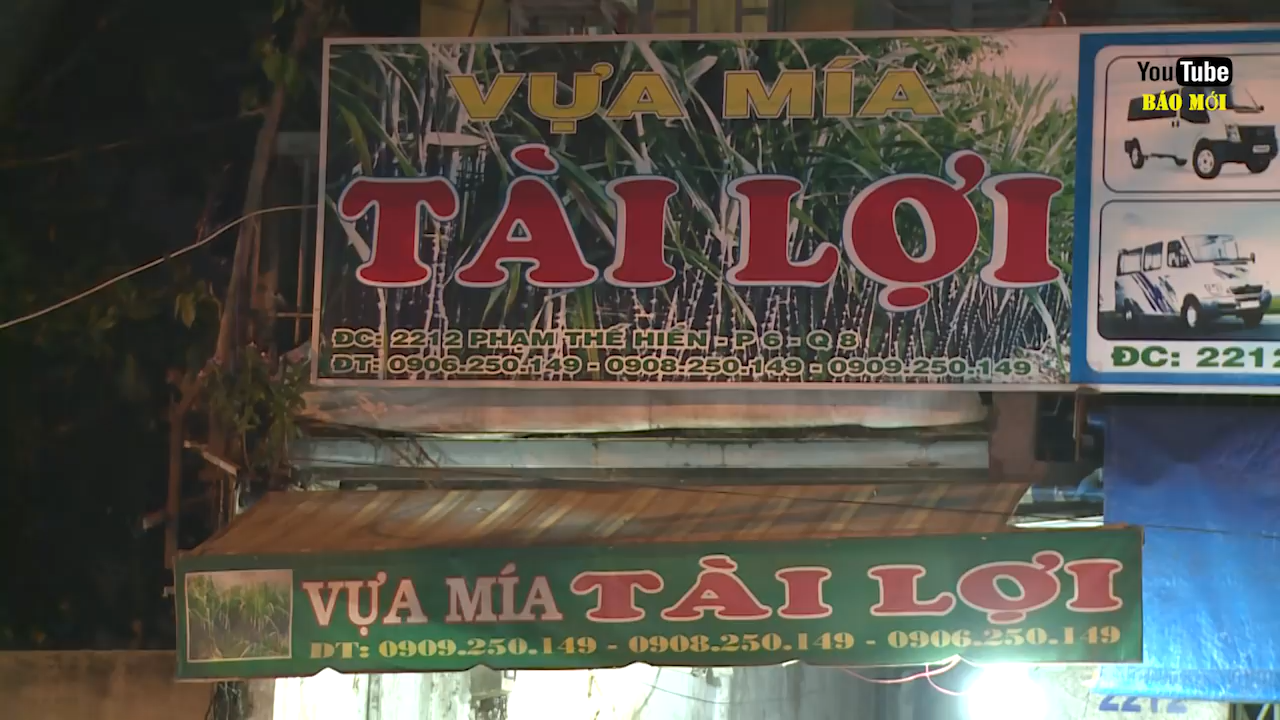 VỰA MÍA
TÀI LỢI
ĐC: 2212 PHẠM THẾ HIỂN - P 6 - Q 8
ĐT: 0906.250.149 - 0908.250.149 - 0909.250.149
YouTube
BÁO MỚI
ĐC: 2212
VỰA MÍA TÀI LỢI
DT: 0909.250.149 - 0908.250.149 - 0906.250.149
2212